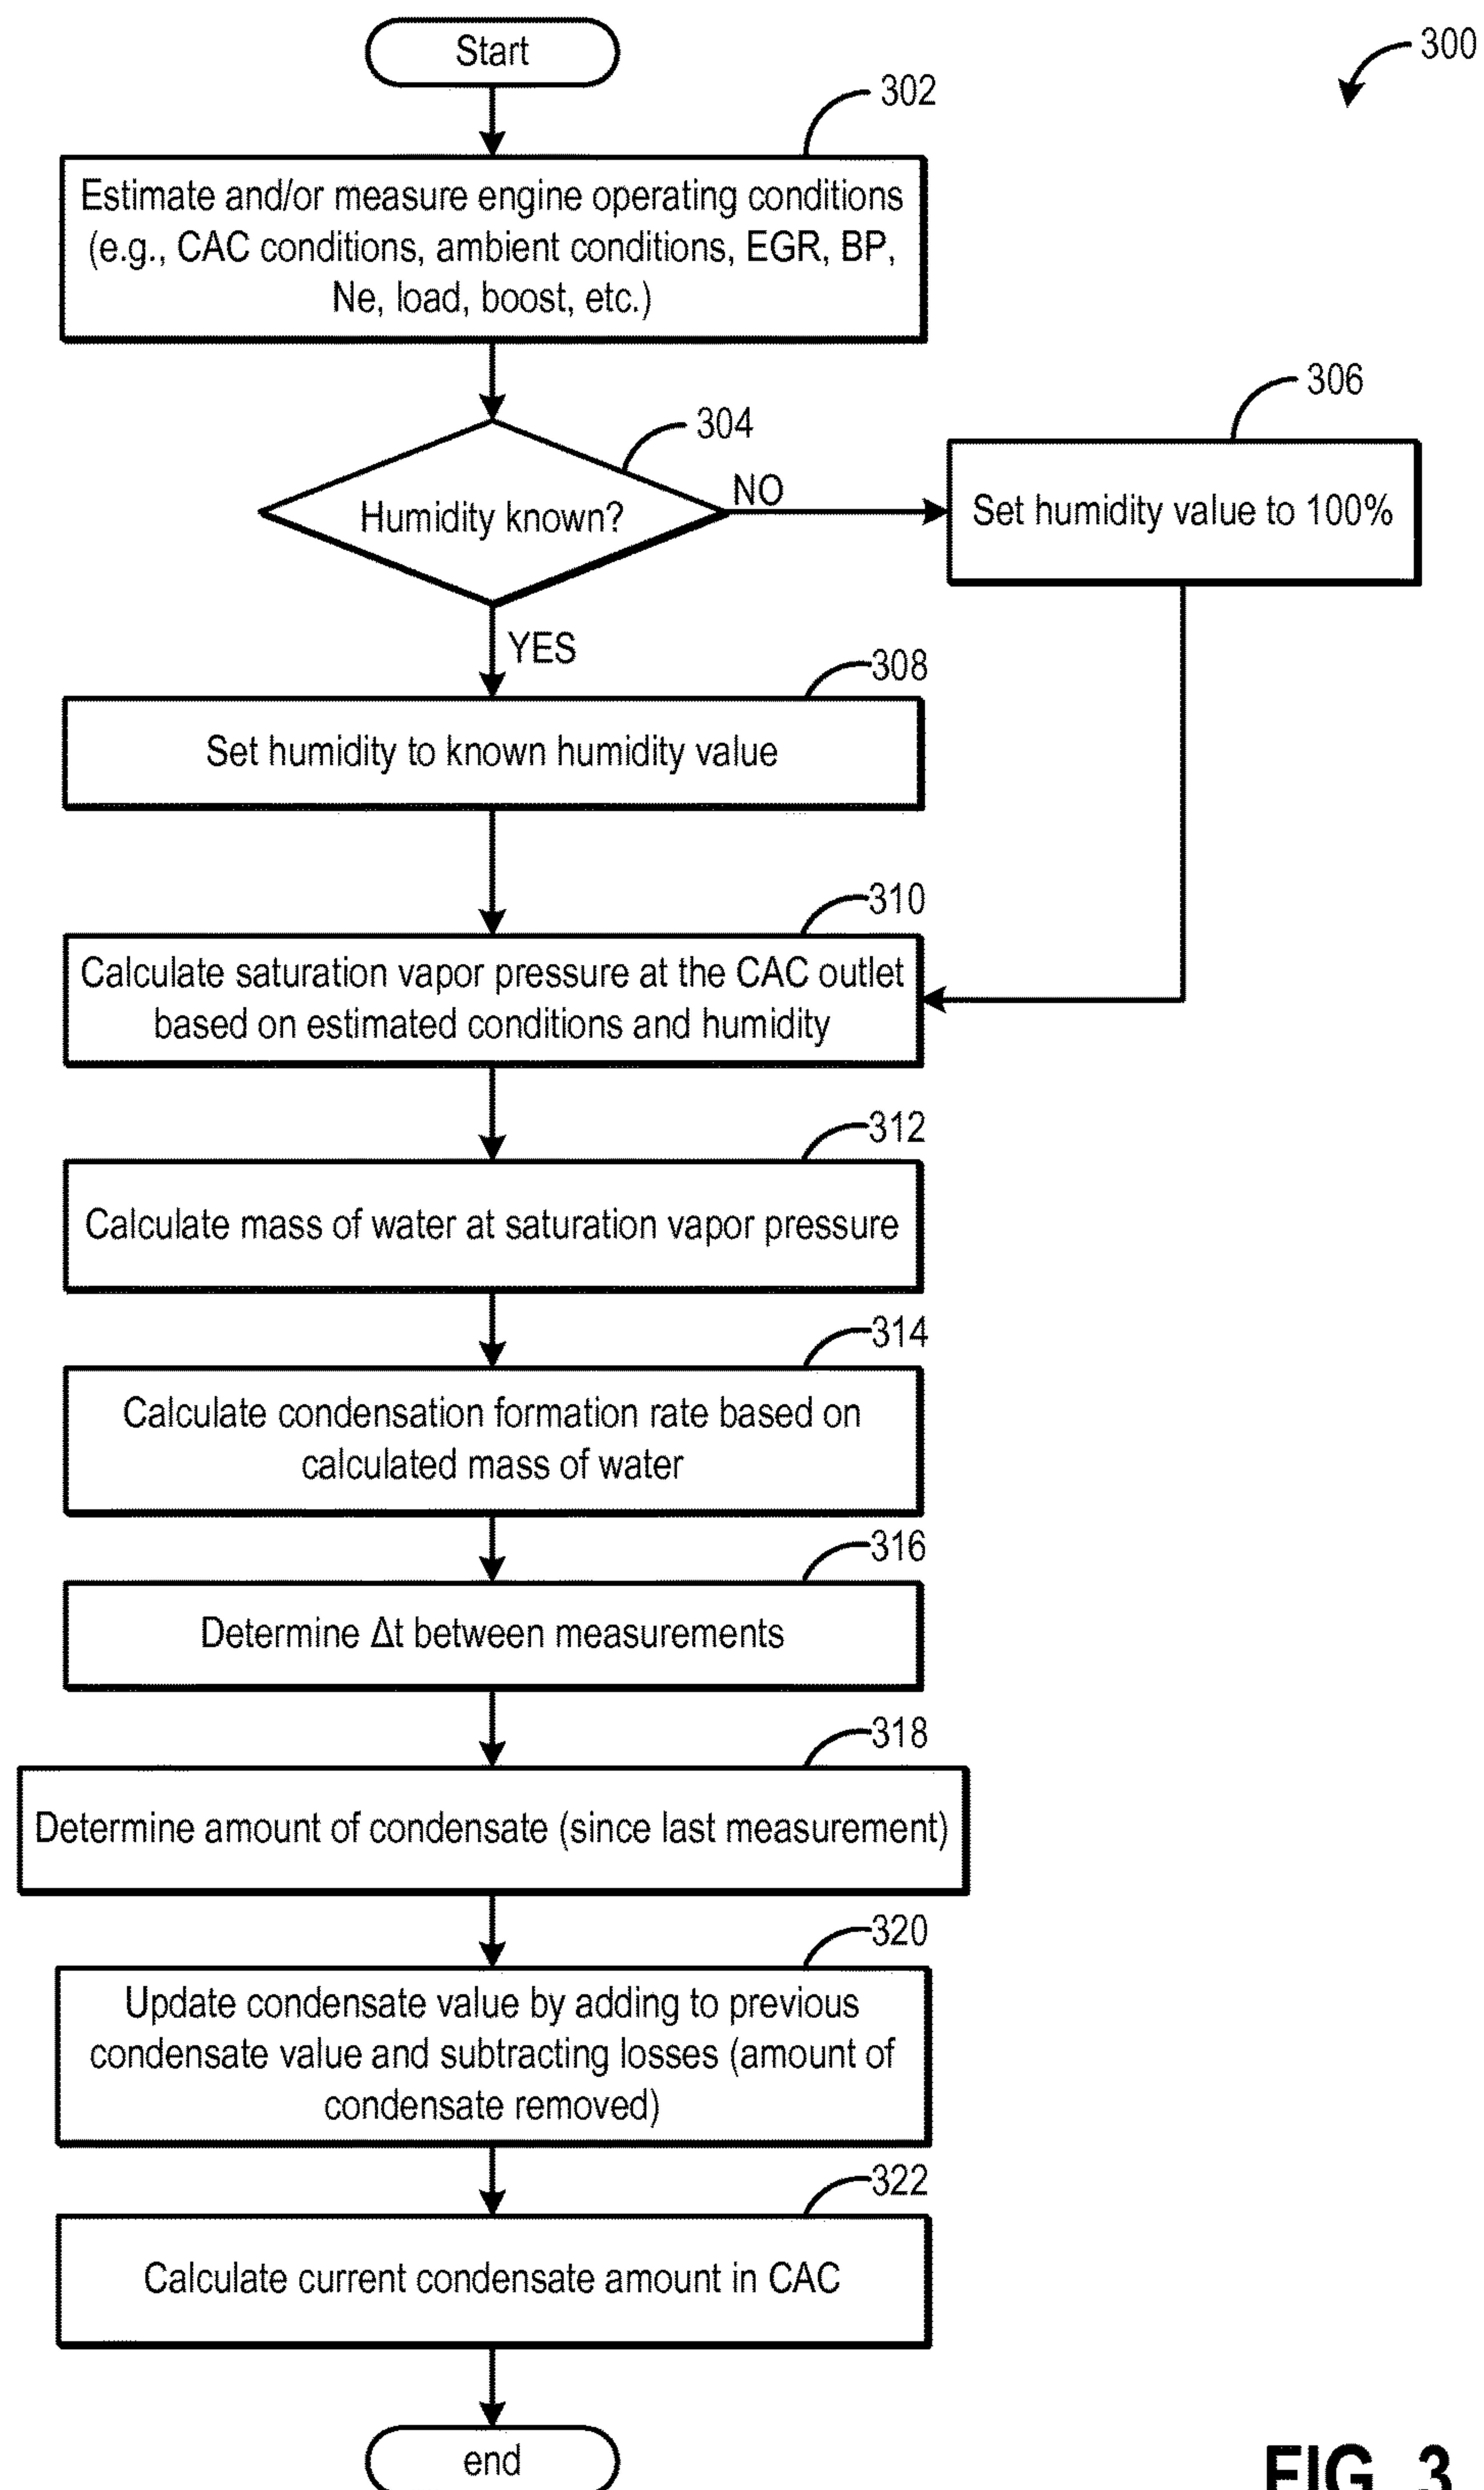 Start
300
302
Estimate and/or measure engine operating conditions
(e.g., CAC conditions, ambient conditions, EGR, BP,
Ne, load, boost, etc.)
304
Humidity known?
NO
306
Set humidity value to 100%
YES
308
Set humidity to known humidity value
310
Calculate saturation vapor pressure at the CAC outlet
based on estimated conditions and humidity
312
Calculate mass of water at saturation vapor pressure
314
Calculate condensation formation rate based on
calculated mass of water
316
Determine Δt between measurements
318
Determine amount of condensate (since last measurement)
320
Update condensate value by adding to previous
condensate value and subtracting losses (amount of
condensate removed)
322
Calculate current condensate amount in CAC
end
FIG. 3